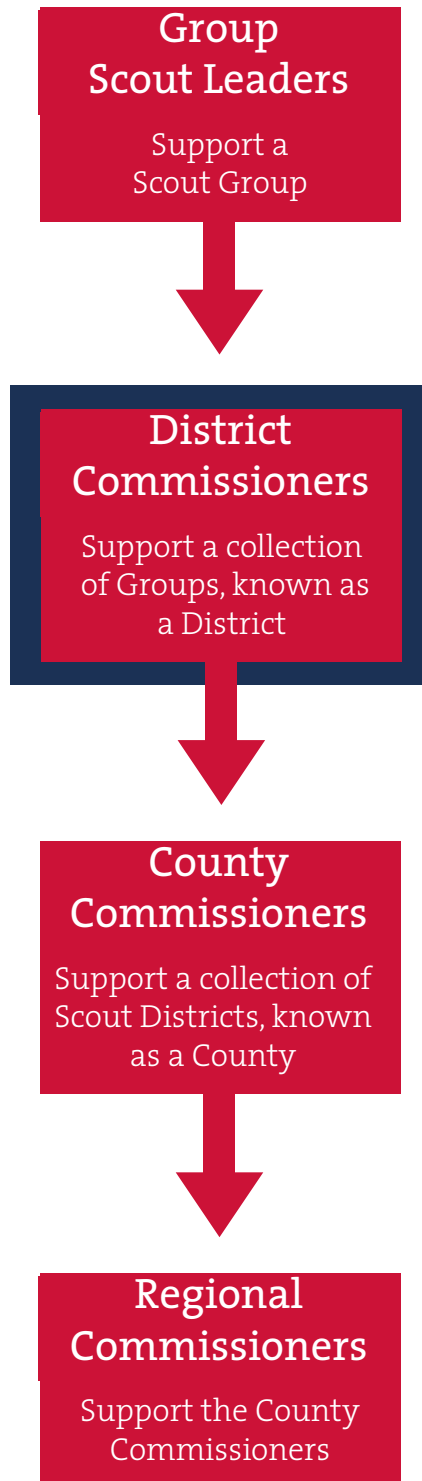 Group
Scout Leaders
Support a
Scout Group
District
Commissioners
Support a collection
of Groups, known as
a District
County
Commissioners
Support a collection of
Scout Districts, known
as a County
Regional
Commissioners
Support the County
Commissioners